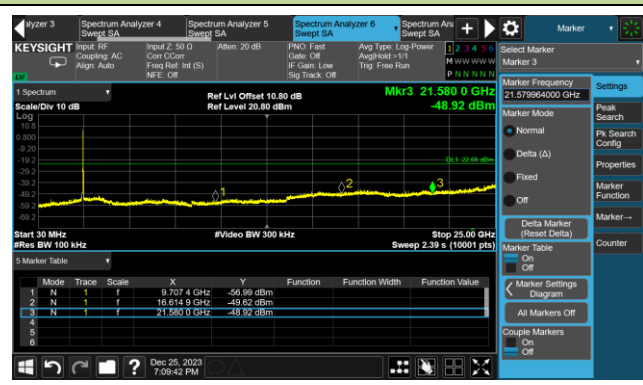 alyzer 3
Spectrum Analyzer 4
Swept SA
Spectrum Analyzer 5
Swept SA
Spectrum Analyzer 6
Swept SA
Spectrum Ana
Swept SA
Marker
KEYSIGHT
Input: RF
Coupling: AC
Align: Auto
Input Z: 50 Ω
Corr CCorr
Freq Ref: Int (S)
NFE: Off
Atten: 20 dB
PNO: Fast
Gate: Off
IF Gain: Low
Sig Track: Off
Avg Type: Log-Power
Avg|Hold:>1/1
Trig: Free Run
1 2 3 4 5 6
M W W W W W
P N N N N N
LV
Select Marker
Marker 3
1 Spectrum
Scale/Div 10 dB
Ref Lvl Offset 10.80 dB
Ref Level 20.80 dBm
Mkr3 21.580 0 GHz
-48.92 dBm
Log
10.8
0.800
-9.20
-19.2
-29.2
-39.2
-49.2
-59.2
-69.2
DL1 -22.69 dBm
1
2
3
Start 30 MHz
#Res BW 100 kHz
#Video BW 300 kHz
Stop 25.00 GHz
Sweep 2.39 s (10001 pts)
5 Marker Table
Mode Trace Scale X Y Function Function Width Function Value
1 N 1 f 9.707 4 GHz -56.99 dBm
2 N 1 f 16.614 9 GHz -49.62 dBm
3 N 1 f 21.580 0 GHz -48.92 dBm
4
5
6
Marker Frequency
21.579964000 GHz
Marker Mode
Normal
Delta (Δ)
Fixed
Off
Delta Marker
(Reset Delta)
Marker Table
On
Off
Marker Settings
Diagram
All Markers Off
Couple Markers
On
Off
Settings
Peak
Search
Pk Search
Config
Properties
Marker
Function
Marker→
Counter
?
Dec 25, 2023
7:09:42 PM